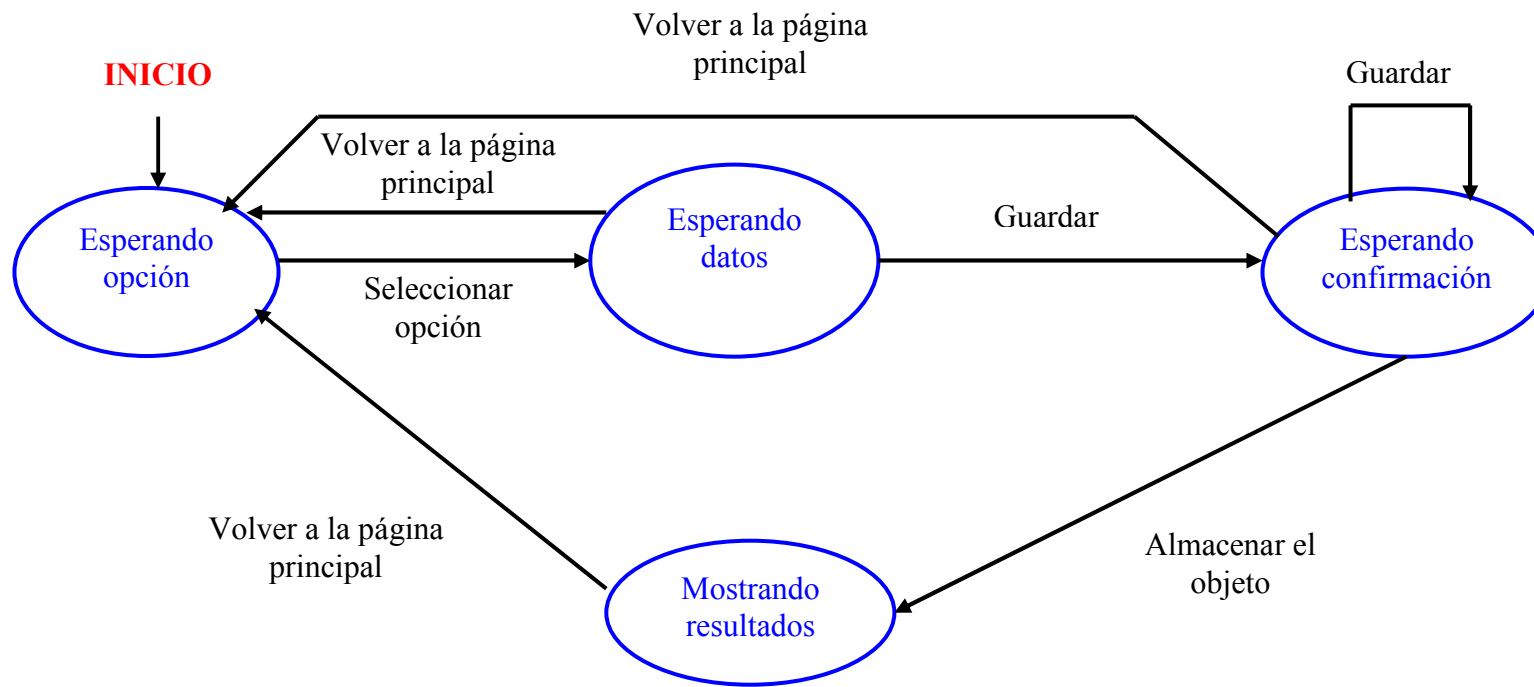 Volver a la página
principal
INICIO
Guardar
Volver a la página
principal
Esperando
opción
Esperando
datos
Guardar
Esperando
confirmación
Seleccionar
opción
Volver a la página
principal
Almacenar el
objeto
Mostrando
resultados